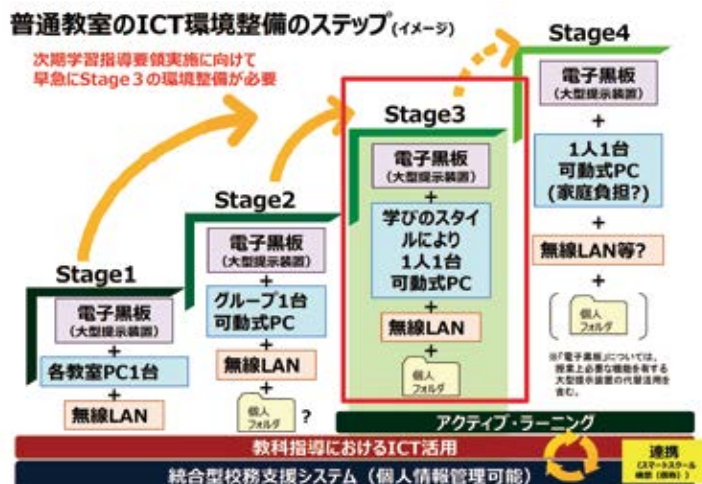 普通教室のICT環境整備のステップ(イメージ)
次期学習指導要領実施に向けて
早急にStage３の環境整備が必要
Stage1
電子黒板
(大型提示装置)
+
各教室PC1台
+
無線LAN
Stage2
電子黒板
(大型提示装置)
+
グループ1台
可動式PC
+
無線LAN
+
個人
フォルダ
?
Stage3
電子黒板
(大型提示装置)
+
学びのスタ
イルにより
1人1台
可動式PC
+
無線LAN
+
個人
フォルダ
Stage4
電子黒板
(大型提示装置)
+
1人1台
可動式PC
(家庭負担?)
+
無線LAN等?
+
個人
フォルダ
※「電子黒板」については、
授業上必要な機能を有する
大型提示装置の代替活用を
含む。
アクティブ・ラーニング
教科指導におけるICT活用
統合型校務支援システム（個人情報管理可能）
連携
(スマートスクール
構想（仮称）)